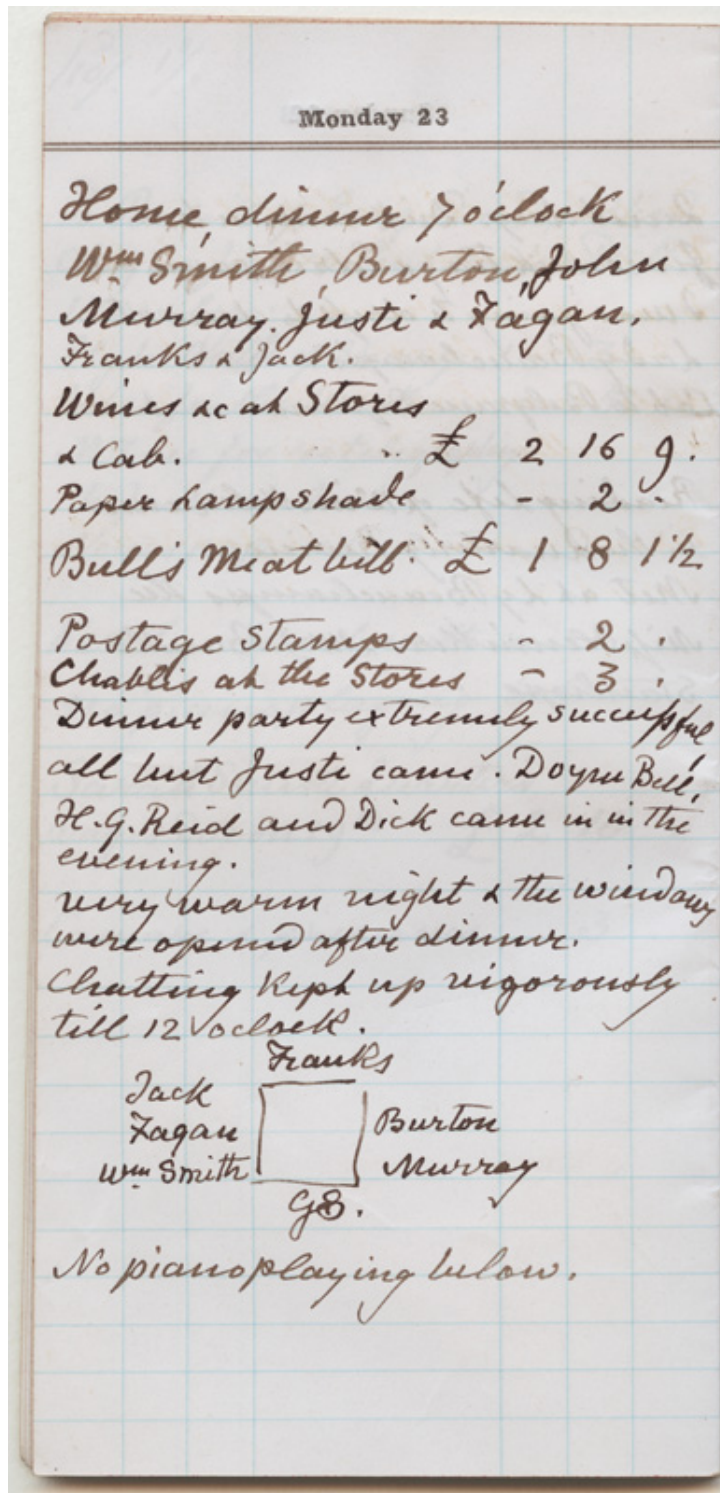 Monday 23
Home, dinner 7 o'clock
Wm Smith, Burton, John
Murray. Justi & Fagan.
Franks & Jack.
Wines &c at Stores
& Cab. £ 2 16 9.
Paper Lampshade - 2 -
Bull's Meat bill. £ 1 8 1½
Postage Stamps - 2 .
Chablis at the Stores - 3 .
Dinner party extremely successful,
all but Justi came. Doyne Bell,
H.G. Reid and Dick came in in the
evening.
very warm night & the windows
were opened after dinner.
Chatting kept up vigorously
till 12 oclock.
Franks
Jack
Fagan Burton
Wm Smith Murray
GS.
No piano playing below.